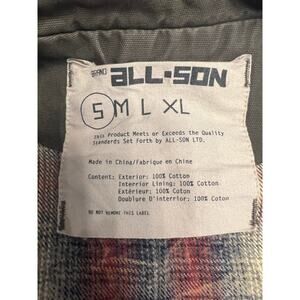 BRAND
ALL-SON
S M L XL
This Product Meets or Exceeds the Quality
Standards Set Forth by ALL-SON LTD.
Made in China/Fabrique en Chine
Content: Exterior: 100% Cotton
Interior Lining: 100% Cotton
Extérieur: 100% Coton
Doublure D'interior: 100% Coton
DO NOT REMOVE THIS LABEL